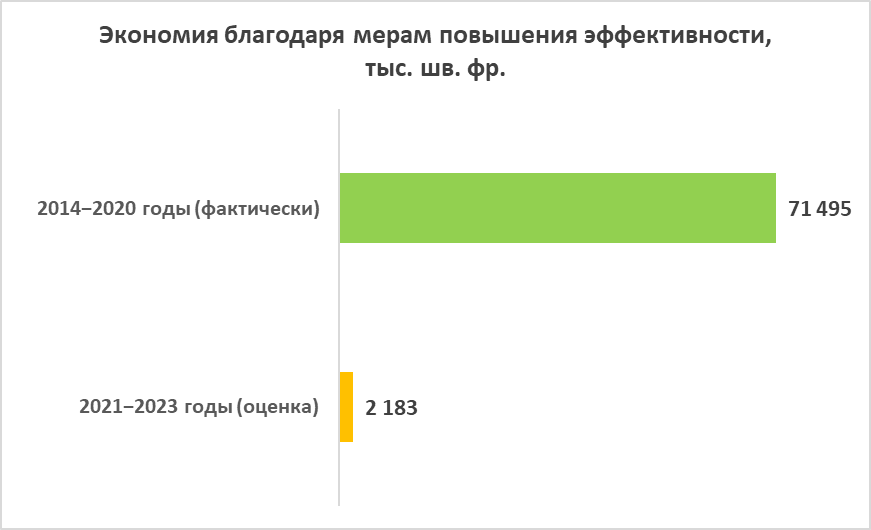 Экономия благодаря мерам повышения эффективности,
тыс. шв. фр.
2014–2020 годы (фактически)
71 495
2021–2023 годы (оценка)
2 183